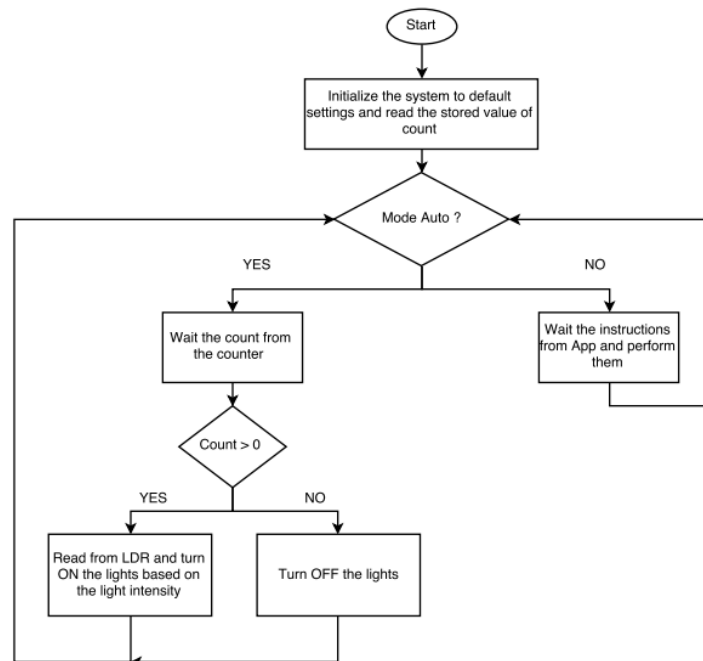 Start
Initialize the system to default
settings and read the stored value of
count
Mode Auto ?
YES
NO
Wait the count from
the counter
Wait the instructions
from App and perform
them
Count > 0
YES
NO
Read from LDR and turn
ON the lights based on
the light intensity
Turn OFF the lights